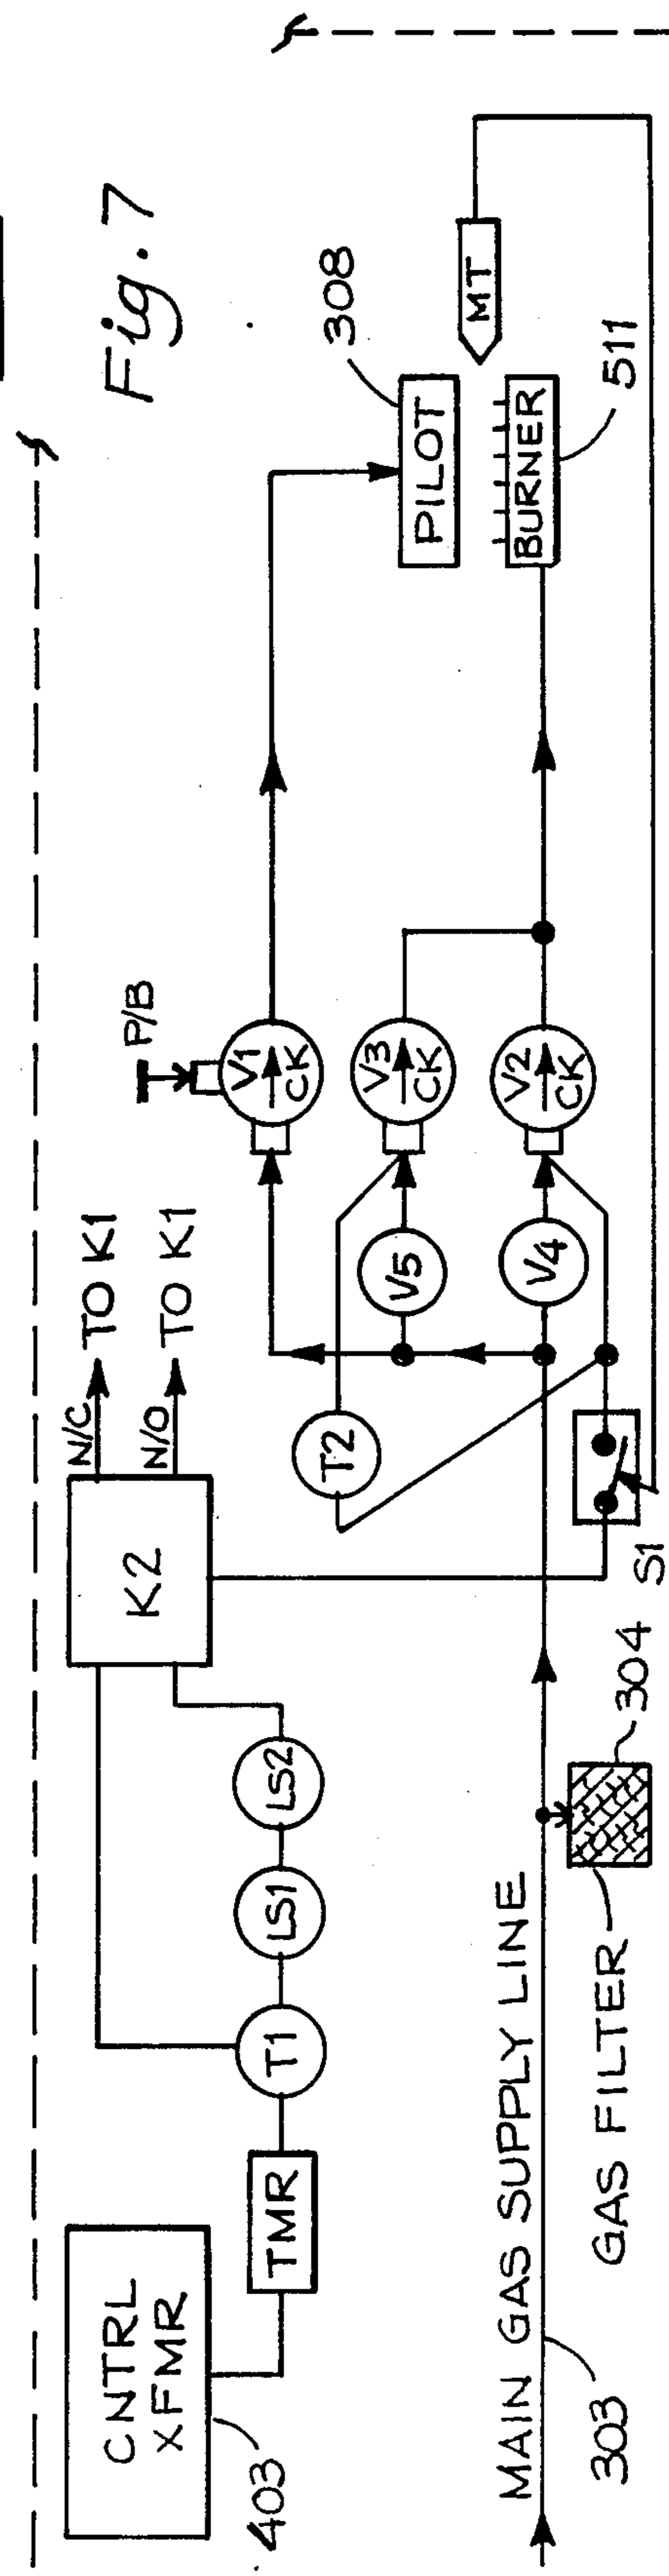 Fig. 7
CNTRL
XFMR
403
TMR
T1
LS1
LS2
K2
N/C
TO K1
N/O
TO K1
P/B
V1
CK
V3
CK
V2
CK
T2
V5
V4
S1
308
PILOT
MT
BURNER
511
MAIN GAS SUPPLY LINE
303
GAS FILTER
304